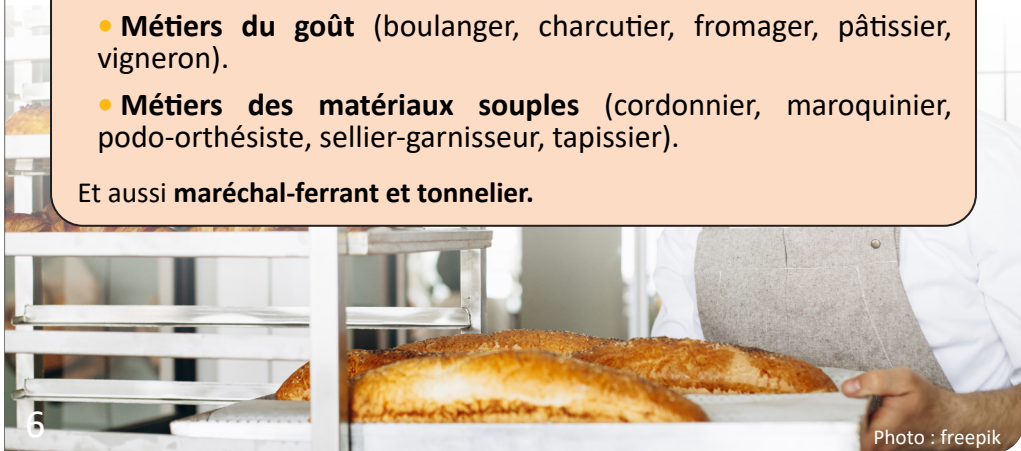 • Métiers du goût (boulanger, charcutier, fromager, pâtissier,
vigneron).
• Métiers des matériaux souples (cordonnier, maroquinier,
podo-orthésiste, sellier-garnisseur, tapissier).
Et aussi maréchal-ferrant et tonnelier.
6
Photo : freepik